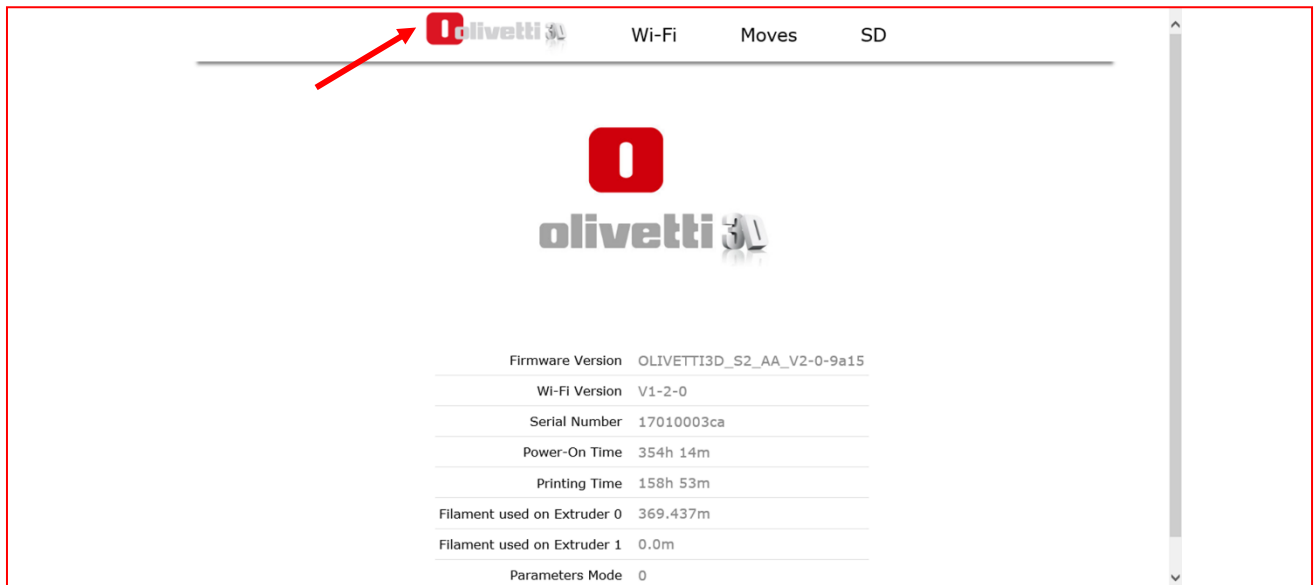 olivetti 3D Wi-Fi Moves SD
olivetti 3D
Firmware Version OLIVETTI3D_S2_AA_V2-0-9a15
Wi-Fi Version V1-2-0
Serial Number 17010003ca
Power-On Time 354h 14m
Printing Time 158h 53m
Filament used on Extruder 0 369.437m
Filament used on Extruder 1 0.0m
Parameters Mode 0